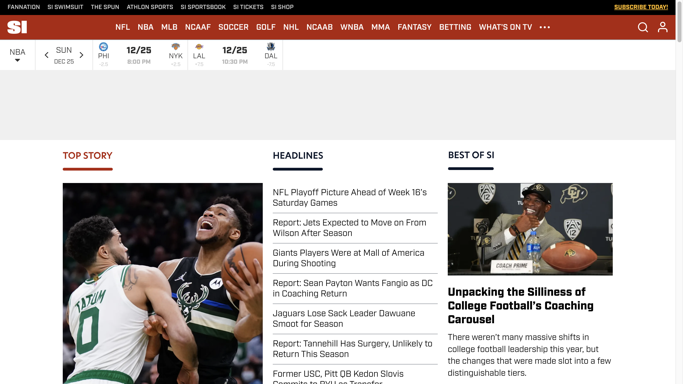 FANNATION SI SWIMSUIT THE SPUN ATHLON SPORTS SI SPORTSBOOK SI TICKETS SI SHOP SUBSCRIBE TODAY!
SI NFL NBA MLB NCAAF SOCCER GOLF NHL NCAAB WNBA MMA FANTASY BETTING WHAT'S ON TV
NBA
SUN
DEC 25
PHI
12/25
8:00 PM
NYK
LAL
12/25
10:30 PM
DAL
TOP STORY
TATUM
0
HEADLINES
NFL Playoff Picture Ahead of Week 16's
Saturday Games
Report: Jets Expected to Move on From
Wilson After Season
Giants Players Were at Mall of America
During Shooting
Report: Sean Payton Wants Fangio as DC
in Coaching Return
Jaguars Lose Sack Leader Dawuane
Smoot for Season
Report: Tannehill Has Surgery, Unlikely to
Return This Season
Former USC, Pitt QB Kedon Slovis
Commits to BYU as Transfer
BEST OF SI
COACH PRIME
Unpacking the Silliness of
College Football's Coaching
Carousel
There weren't many massive shifts in
college football leadership this year, but
the changes that were made slot into a few
distinguishable tiers.